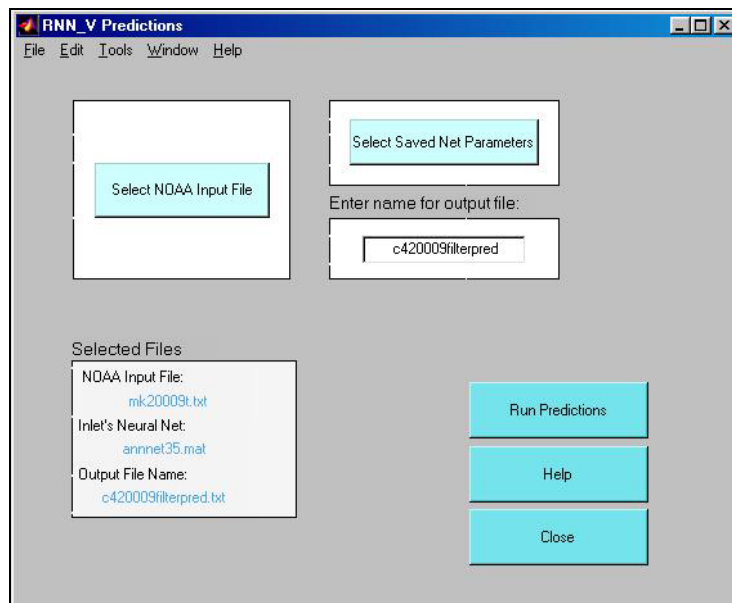 RNN_V Predictions
File Edit Tools Window Help
Select NOAA Input File
Select Saved Net Parameters
Enter name for output file:
c420009filterpred
Selected Files
NOAA Input File:
mk20009t.txt
Inlet's Neural Net:
annnet35.mat
Output File Name:
c420009filterpred.txt
Run Predictions
Help
Close